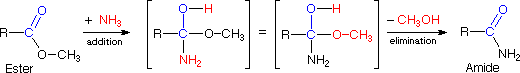 O O—H O—H O
R—C + NH₃ R—C—O—CH₃ = R—C—O—CH₃ – CH₃OH R—C
O—CH₃ addition NH₂ NH₂ elimination NH₂
Ester Amide